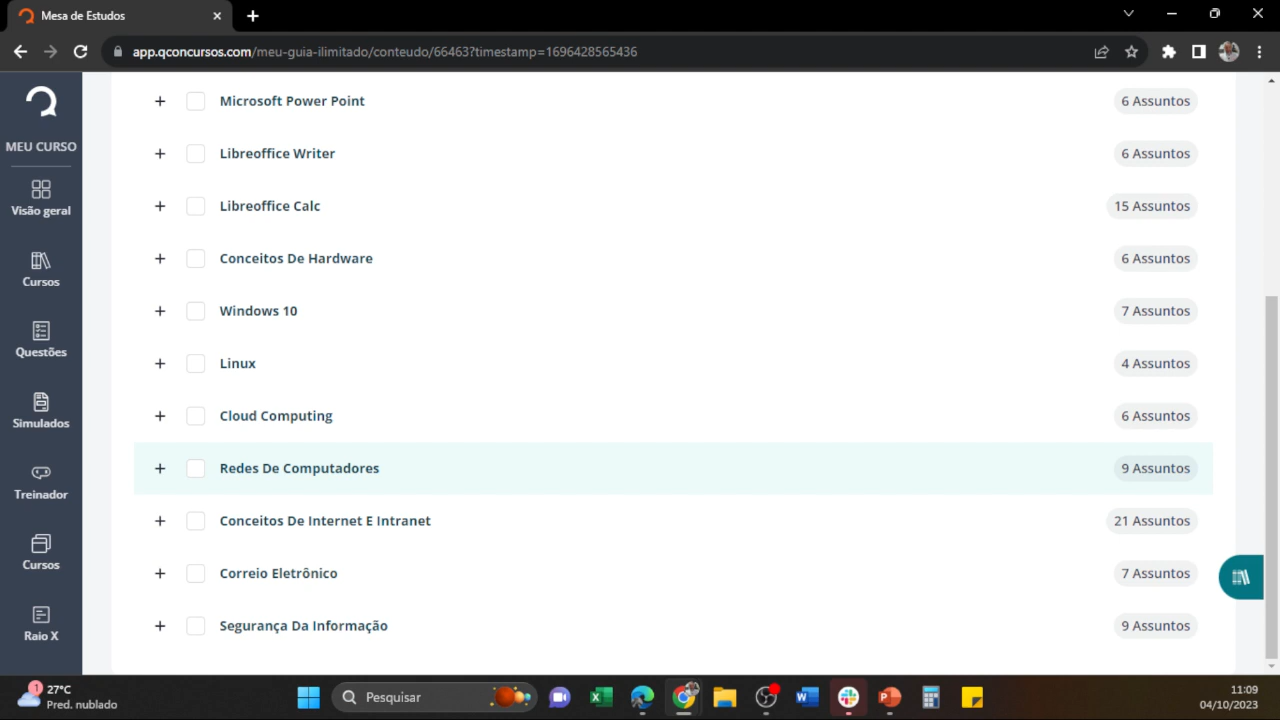 Mesa de Estudos
app.qconcursos.com/meu-guia-ilimitado/conteudo/66463?timestamp=1696428565436
MEU CURSO
Visão geral
Cursos
Questões
Simulados
Treinador
Cursos
Raio X
Microsoft Power Point 6 Assuntos
Libreoffice Writer 6 Assuntos
Libreoffice Calc 15 Assuntos
Conceitos De Hardware 6 Assuntos
Windows 10 7 Assuntos
Linux 4 Assuntos
Cloud Computing 6 Assuntos
Redes De Computadores 9 Assuntos
Conceitos De Internet E Intranet 21 Assuntos
Correio Eletrônico 7 Assuntos
Segurança Da Informação 9 Assuntos
1
27°C
Pred. nublado
Pesquisar
11:09
04/10/2023